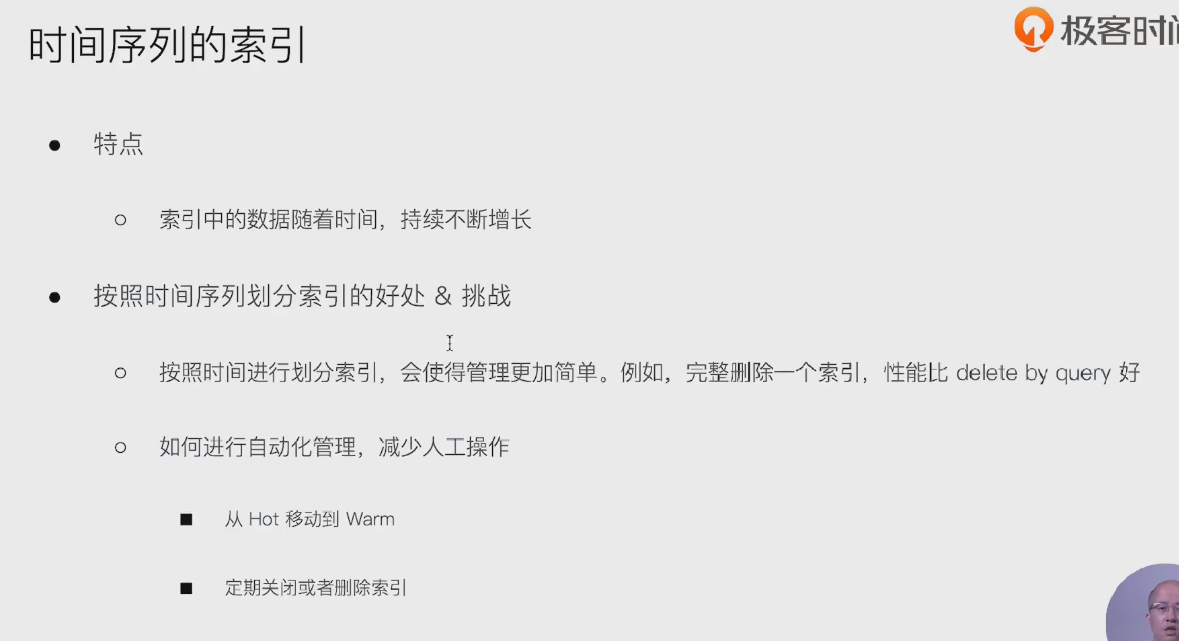 时间序列的索引
极客时间
● 特点
○ 索引中的数据随着时间，持续不断增长
● 按照时间序列划分索引的好处 & 挑战
○ 按照时间进行划分索引，会使得管理更加简单。例如，完整删除一个索引，性能比 delete by query 好
○ 如何进行自动化管理，减少人工操作
■ 从 Hot 移动到 Warm
■ 定期关闭或者删除索引